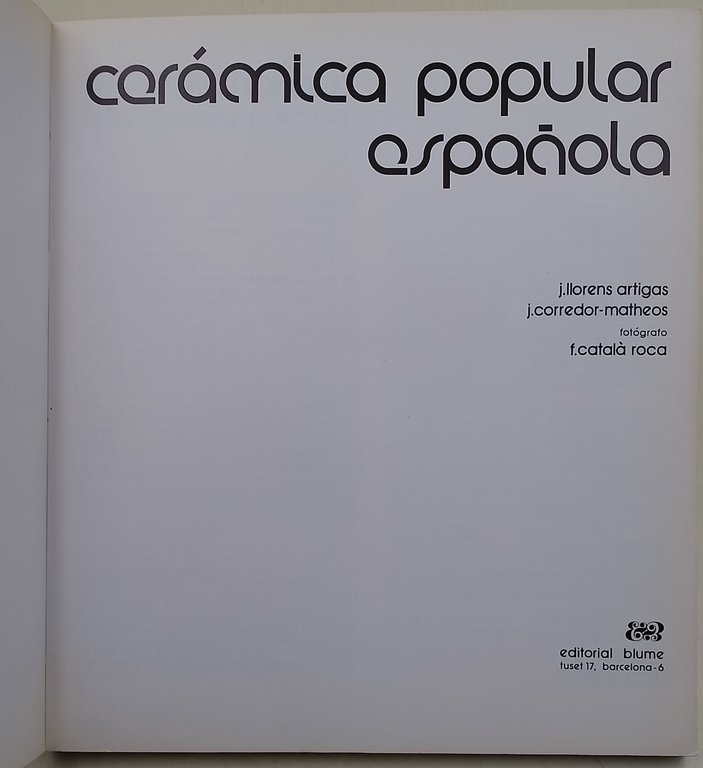 cerámica popular
española
j.llorens artigas
j.corredor-matheos
fotógrafo
f.català roca
editorial blume
tuset 17, barcelona-6